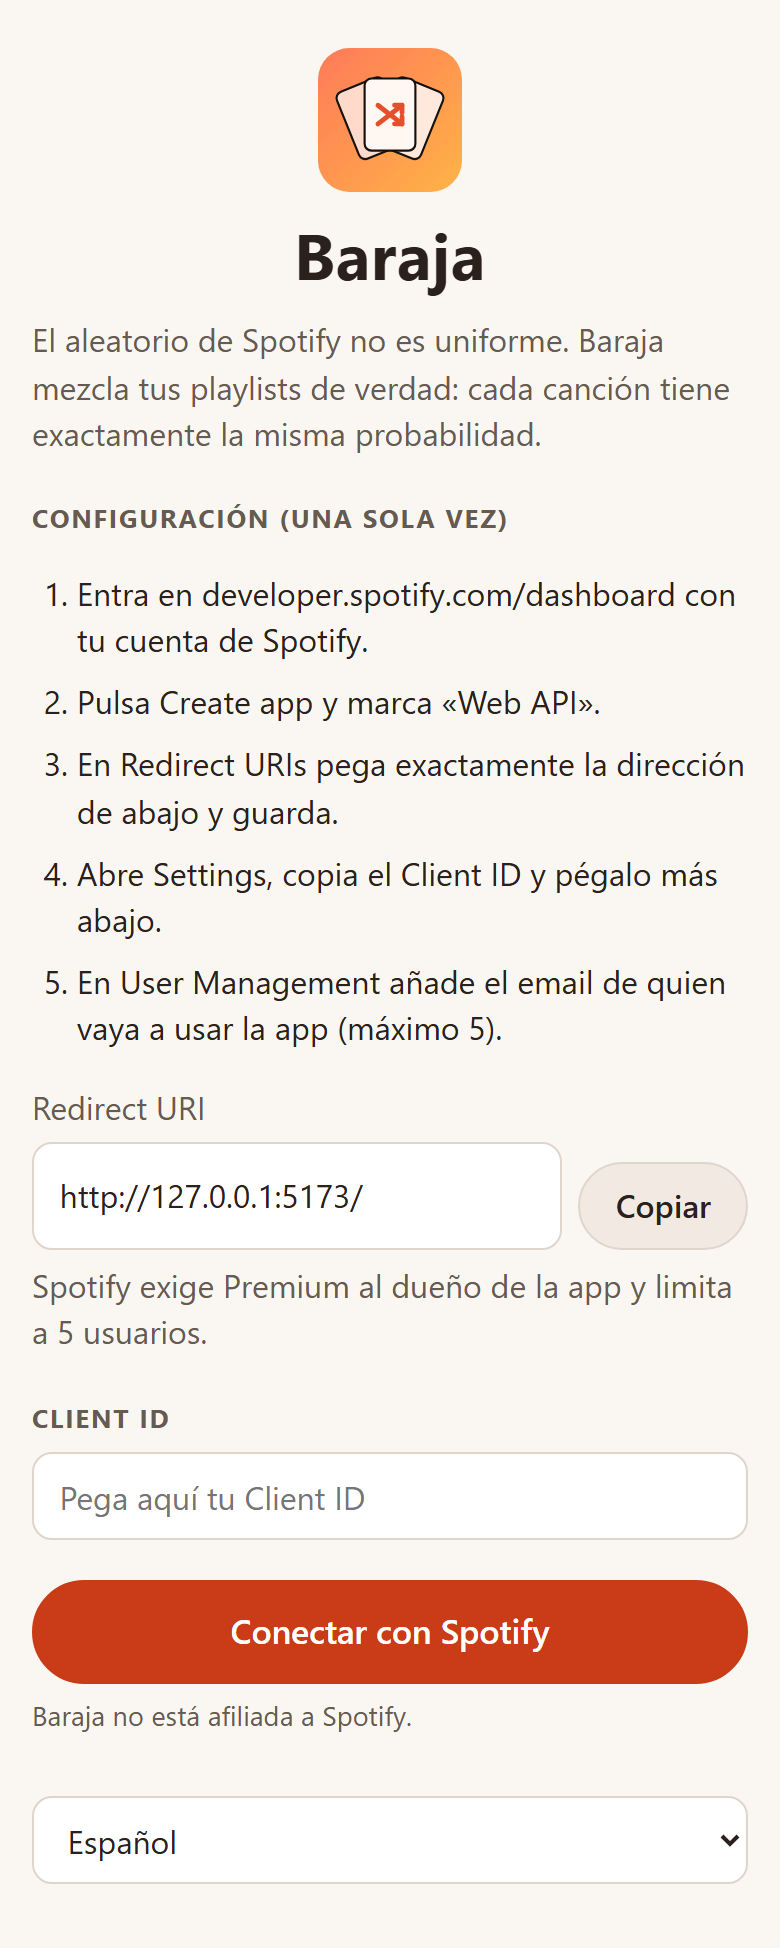 Baraja
El aleatorio de Spotify no es uniforme. Baraja
mezcla tus playlists de verdad: cada canción tiene
exactamente la misma probabilidad.
CONFIGURACIÓN (UNA SOLA VEZ)
1. Entra en developer.spotify.com/dashboard con
tu cuenta de Spotify.
2. Pulsa Create app y marca «Web API».
3. En Redirect URIs pega exactamente la dirección
de abajo y guarda.
4. Abre Settings, copia el Client ID y pégalo más
abajo.
5. En User Management añade el email de quien
vaya a usar la app (máximo 5).
Redirect URI
http://127.0.0.1:5173/
Copiar
Spotify exige Premium al dueño de la app y limita
a 5 usuarios.
CLIENT ID
Pega aquí tu Client ID
Conectar con Spotify
Baraja no está afiliada a Spotify.
Español